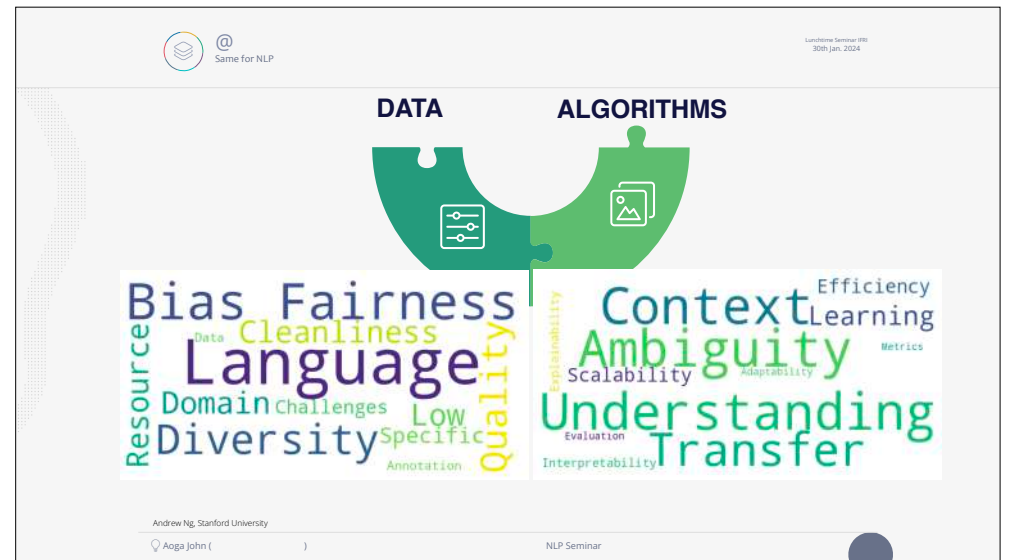 @
Same for NLP
Lunchtime Seminar IFRI
30th Jan. 2024
DATA
ALGORITHMS
Bias Fairness
Data Cleanliness
Language
Resource
Quality
Domain Challenges
Low
Diversity Specific
Annotation
Explainability
Efficiency
Context Learning
Ambiguity Metrics
Scalability Adaptability
Understanding
Evaluation
Interpretability Transfer
Andrew Ng, Stanford University
Aoga John ( )
NLP Seminar